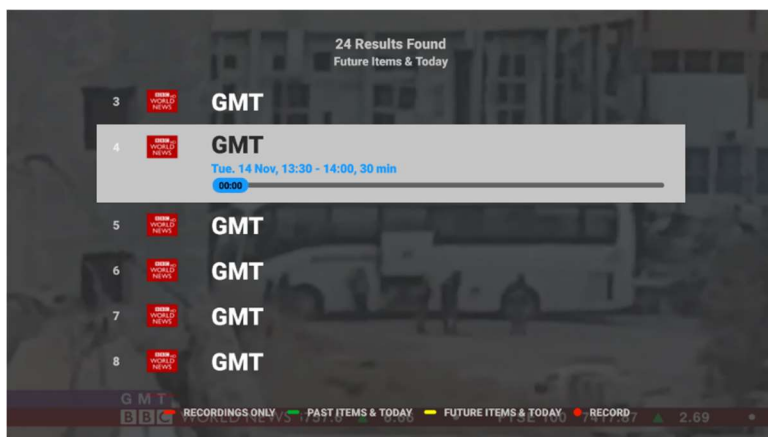 24 Results Found
Future Items & Today
3 BBC WORLD NEWS GMT
4 BBC WORLD NEWS GMT
Tue. 14 Nov, 13:30 - 14:00, 30 min
00:00
5 BBC WORLD NEWS GMT
6 BBC WORLD NEWS GMT
7 BBC WORLD NEWS GMT
8 BBC WORLD NEWS GMT
GMT
RECORDINGS ONLY PAST ITEMS & TODAY FUTURE ITEMS & TODAY RECORD
BBC WORLD NEWS FTSE 100 7417.87 ▲ 2.69